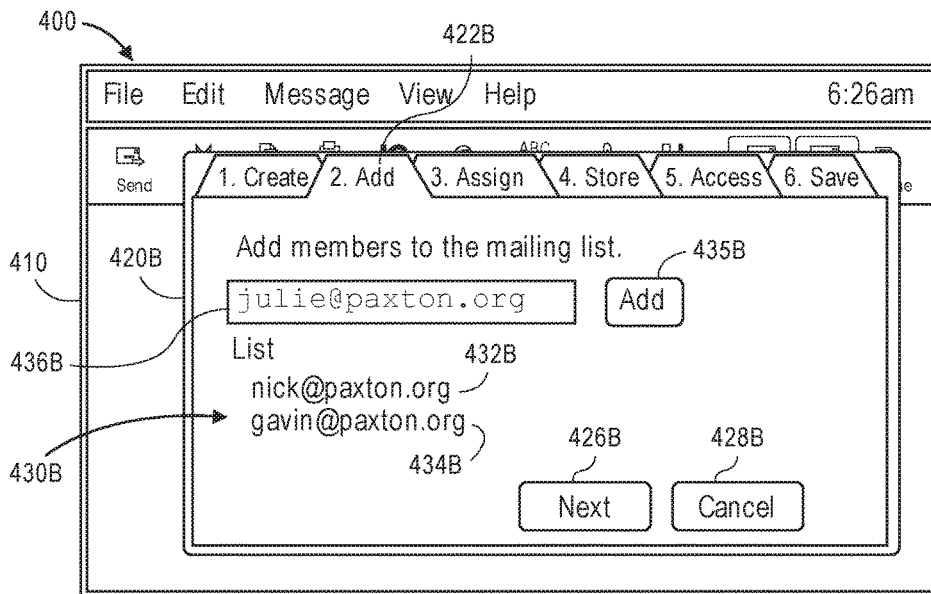 400
422B
File Edit Message View Help 6:26am
ABC
Send
1. Create 2. Add 3. Assign 4. Store 5. Access 6. Save
Add members to the mailing list.
410 420B 435B
julie@paxton.org Add
436B List 432B
nick@paxton.org
gavin@paxton.org
430B 434B 426B 428B
Next Cancel